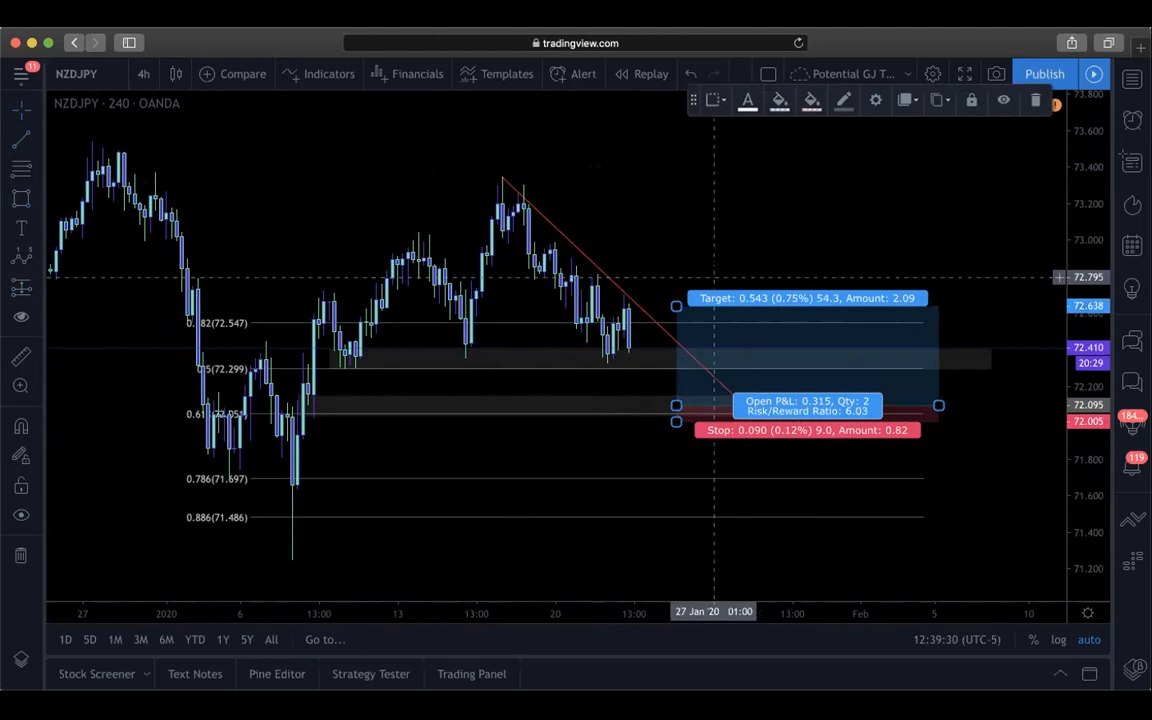 tradingview.com
11
NZDJPY
4h
Compare
Indicators
Financials
Templates
Alert
Replay
Potential GJ T...
Publish
NZDJPY · 240 · OANDA
73.800
73.600
73.400
73.200
73.000
72.795
72.638
72.410
20:29
72.200
72.095
72.005
71.800
71.600
71.400
71.200
Target: 0.543 (0.75%) 54.3, Amount: 2.09
Open P&L: 0.315, Qty: 2
Risk/Reward Ratio: 6.03
Stop: 0.090 (0.12%) 9.0, Amount: 0.82
(72.547)
(72.299)
0.786(71.697)
0.886(71.486)
184...
119
27
2020
6
13:00
13
13:00
20
13:00
27 Jan '20 01:00
13:00
Feb
5
10
1D
5D
1M
3M
6M
YTD
1Y
5Y
All
Go to...
12:39:30 (UTC-5)
%
log
auto
Stock Screener
Text Notes
Pine Editor
Strategy Tester
Trading Panel